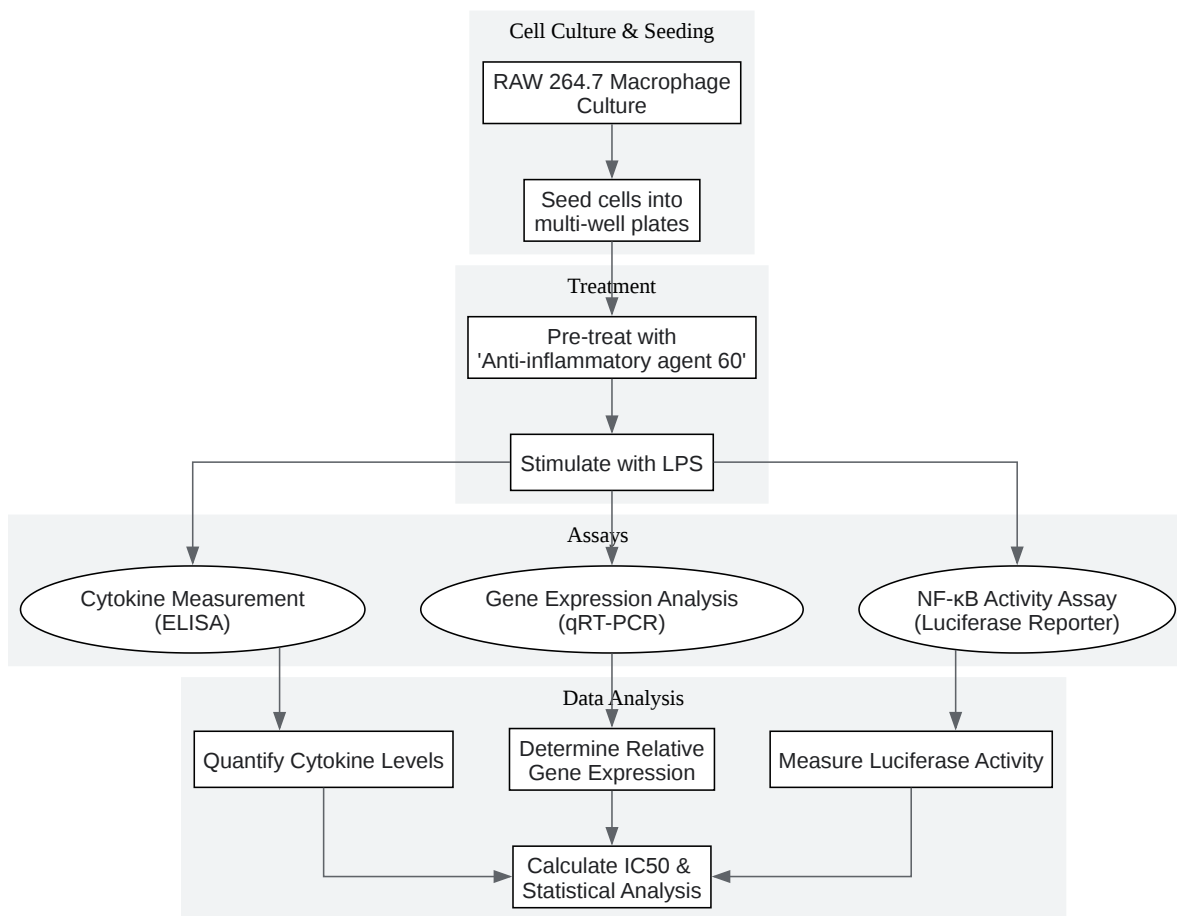 Cell Culture & Seeding
RAW 264.7 Macrophage
Culture
Seed cells into
multi-well plates
Treatment
Pre-treat with
'Anti-inflammatory agent 60'
Stimulate with LPS
Assays
Cytokine Measurement
(ELISA)
Gene Expression Analysis
(qRT-PCR)
NF-κB Activity Assay
(Luciferase Reporter)
Data Analysis
Quantify Cytokine Levels
Determine Relative
Gene Expression
Measure Luciferase Activity
Calculate IC50 &
Statistical Analysis